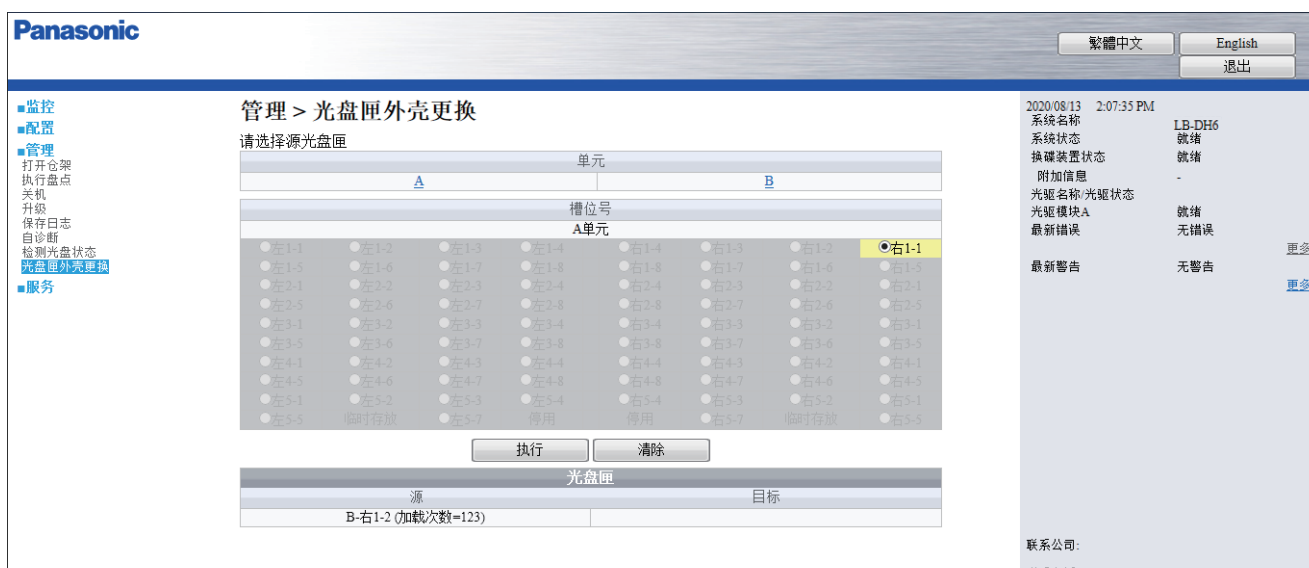 Panasonic
繁體中文 English
退出
■监控
■配置
■管理
打开仓架
执行盘点
关机
升级
保存日志
自诊断
检测光盘状态
光盘匣外壳更换
■服务
管理 > 光盘匣外壳更换
请选择源光盘匣
单元
A B
槽位号
A单元
左1-1 左1-2 左1-3 左1-4 右1-4 右1-3 右1-2 右1-1
左1-5 左1-6 左1-7 左1-8 右1-8 右1-7 右1-6 右1-5
左2-1 左2-2 左2-3 左2-4 右2-4 右2-3 右2-2 右2-1
左2-5 左2-6 左2-7 左2-8 右2-8 右2-7 右2-6 右2-5
左3-1 左3-2 左3-3 左3-4 右3-4 右3-3 右3-2 右3-1
左3-5 左3-6 左3-7 左3-8 右3-8 右3-7 右3-6 右3-5
左4-1 左4-2 左4-3 左4-4 右4-4 右4-3 右4-2 右4-1
左4-5 左4-6 左4-7 左4-8 右4-8 右4-7 右4-6 右4-5
左5-1 左5-2 左5-3 左5-4 右5-4 右5-3 右5-2 右5-1
左5-5 临时存放 左5-7 停用 停用 右5-7 临时存放 右5-5
执行 清除
光盘匣
源 目标
B-右1-2 (加载次数=123)
2020/08/13 2:07:35 PM
系统名称 LB-DH6
系统状态 就绪
换碟装置状态 就绪
附加信息 -
光驱名称/光驱状态
光驱模块A 就绪
最新错误 无错误
更多
最新警告 无警告
更多
联系公司: